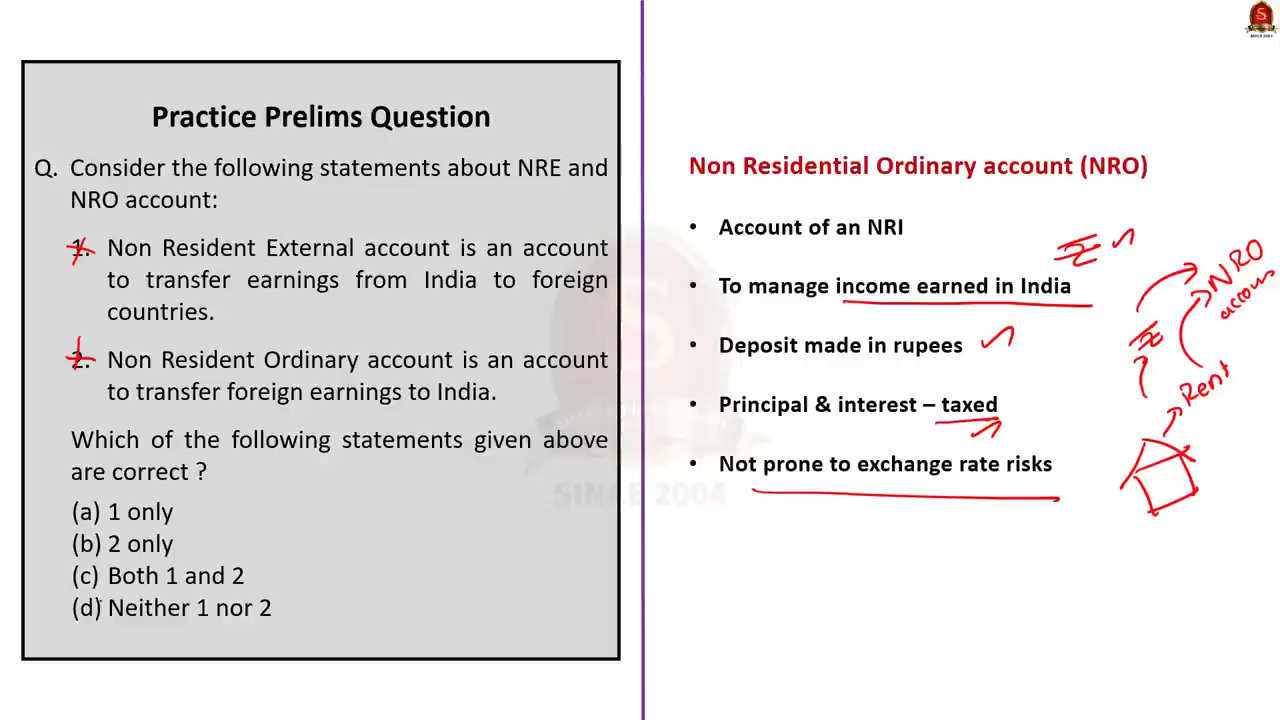 Practice Prelims Question
Q. Consider the following statements about NRE and
NRO account:
1. Non Resident External account is an account
to transfer earnings from India to foreign
countries.
2. Non Resident Ordinary account is an account
to transfer foreign earnings to India.
Which of the following statements given above
are correct ?
(a) 1 only
(b) 2 only
(c) Both 1 and 2
(d) Neither 1 nor 2
Non Residential Ordinary account (NRO)
• Account of an NRI
• To manage income earned in India
• Deposit made in rupees
• Principal & interest – taxed
• Not prone to exchange rate risks
₹
NRO
account
₹
Rent
S
SINCE 2004
S
SINCE 2004